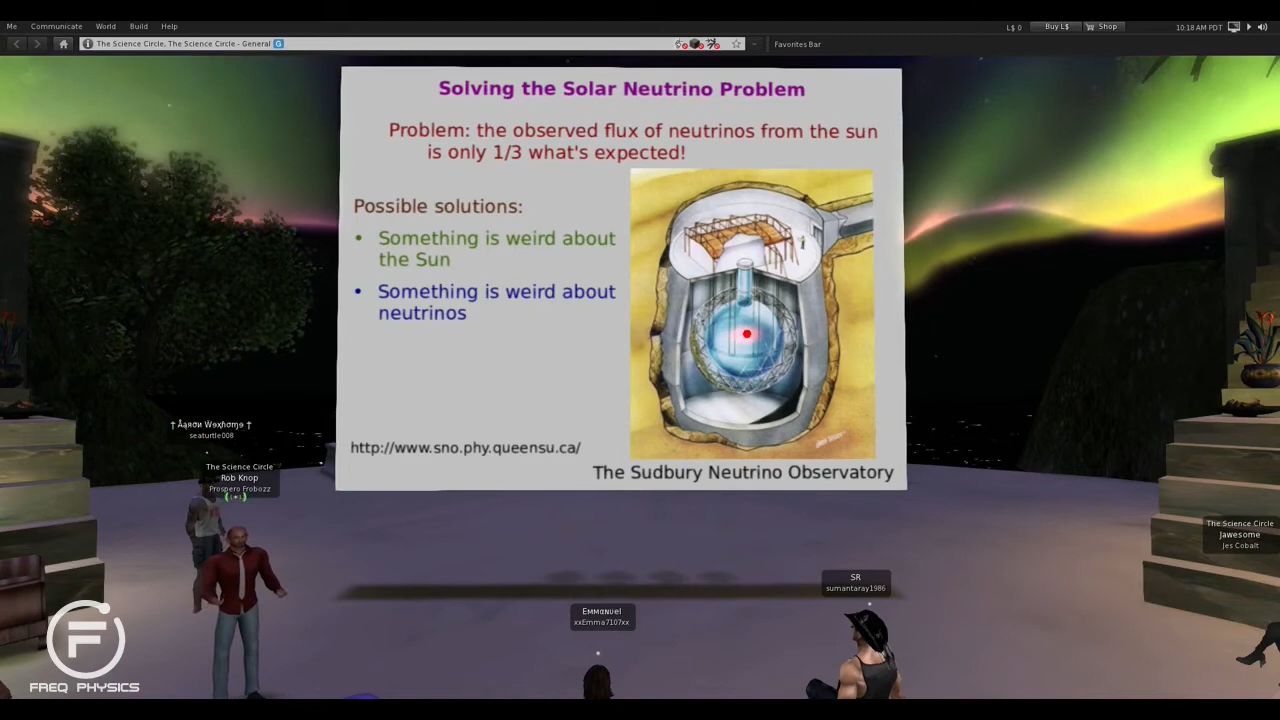 Me Communicate World Build Help
L$ 0 Buy L$ Shop 10:18 AM PDT
The Science Circle, The Science Circle - General G
Favorites Bar
Solving the Solar Neutrino Problem
Problem: the observed flux of neutrinos from the sun
is only 1/3 what's expected!
Possible solutions:
• Something is weird about
the Sun
• Something is weird about
neutrinos
http://www.sno.phy.queensu.ca/
The Sudbury Neutrino Observatory
seaturtle008
The Science Circle
Rob Knop
Prospero Frobozz
The Science Circle
Jawesome
Jes Cobalt
SR
sumantaray1986
xxEmma7107xx
FREQ PHYSICS